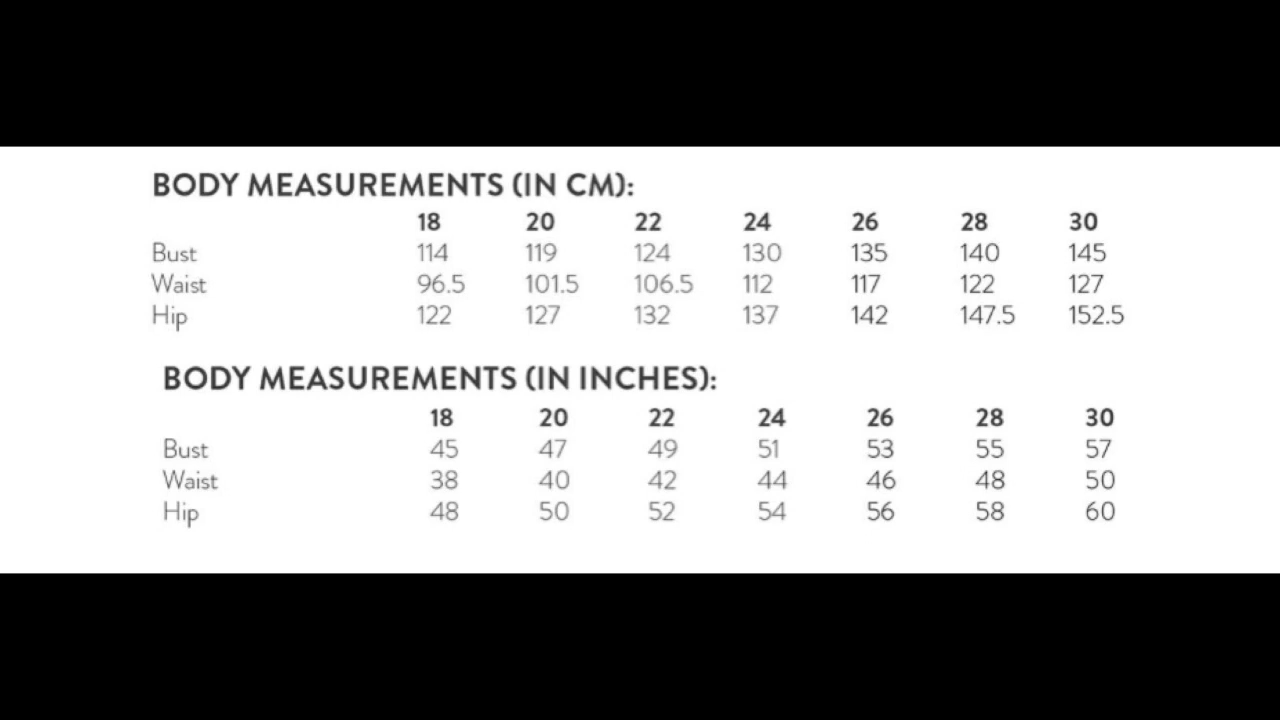 BODY MEASUREMENTS (IN CM):
18 20 22 24 26 28 30
Bust 114 119 124 130 135 140 145
Waist 96.5 101.5 106.5 112 117 122 127
Hip 122 127 132 137 142 147.5 152.5
BODY MEASUREMENTS (IN INCHES):
18 20 22 24 26 28 30
Bust 45 47 49 51 53 55 57
Waist 38 40 42 44 46 48 50
Hip 48 50 52 54 56 58 60